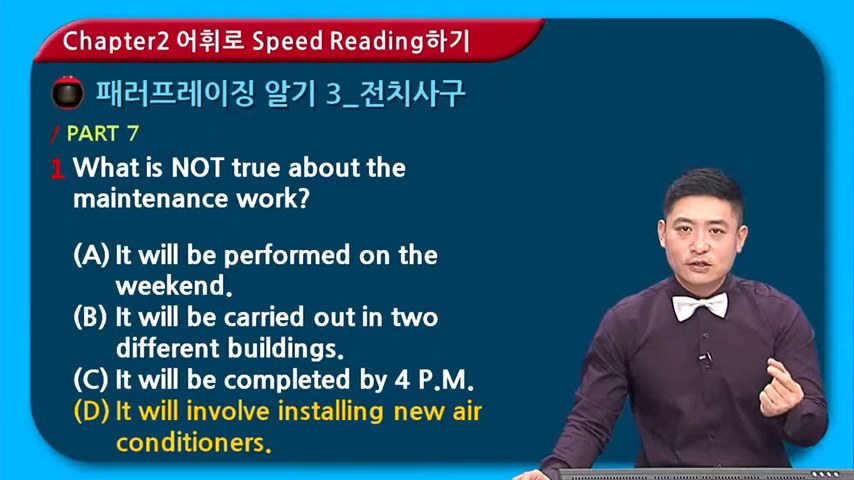 Chapter2 어휘로 Speed Reading하기
패러프레이징 알기 3_전치사구
/ PART 7
1 What is NOT true about the
maintenance work?
(A) It will be performed on the
weekend.
(B) It will be carried out in two
different buildings.
(C) It will be completed by 4 P.M.
(D) It will involve installing new air
conditioners.